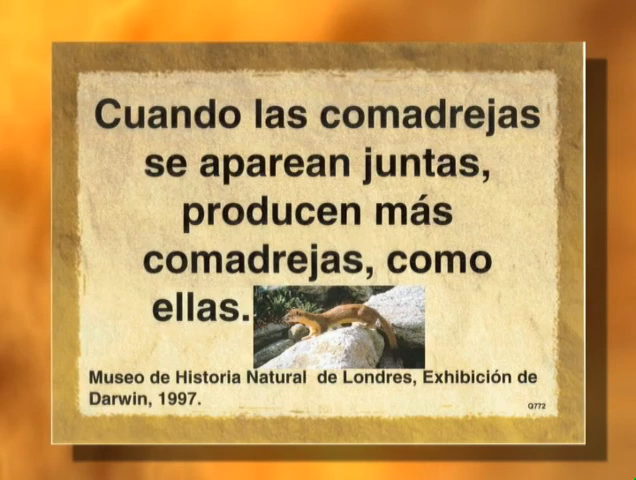 Cuando las comadrejas
se aparean juntas,
producen más
comadrejas, como
ellas.
Museo de Historia Natural de Londres, Exhibición de
Darwin, 1997.
Q772